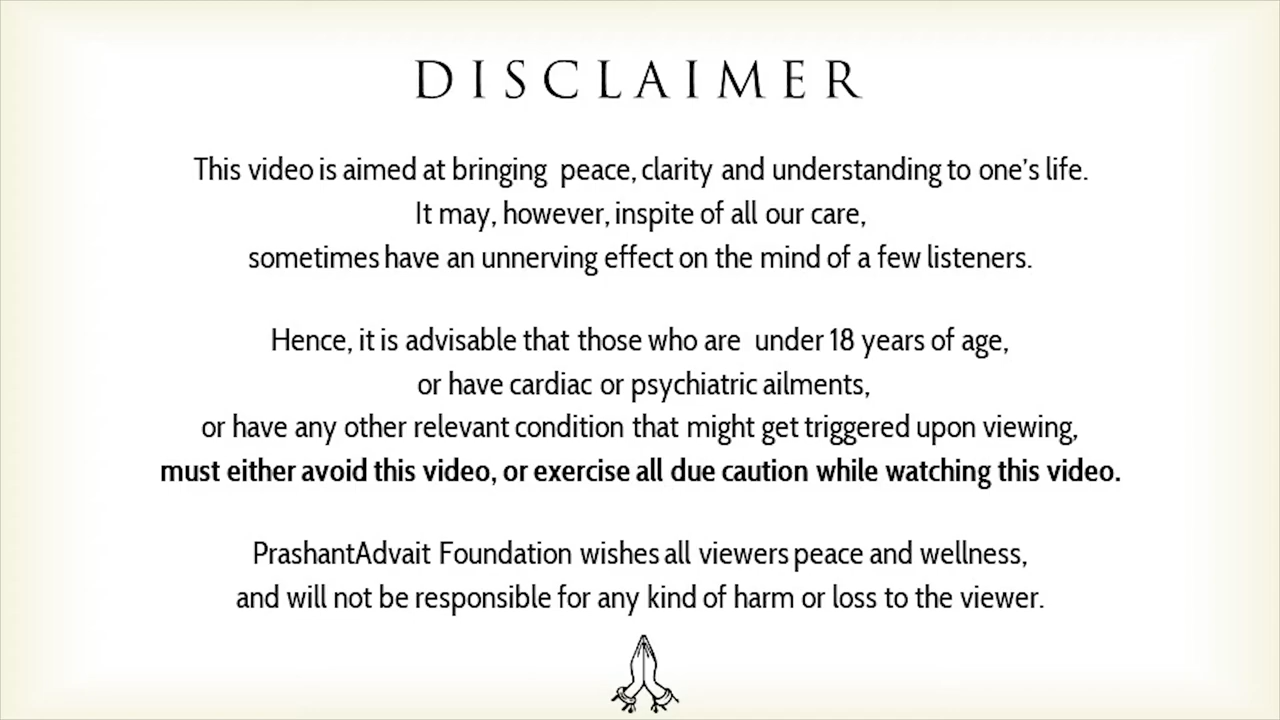 DISCLAIMER
This video is aimed at bringing peace, clarity and understanding to one's life.
It may, however, inspite of all our care,
sometimes have an unnerving effect on the mind of a few listeners.
Hence, it is advisable that those who are under 18 years of age,
or have cardiac or psychiatric ailments,
or have any other relevant condition that might get triggered upon viewing,
must either avoid this video, or exercise all due caution while watching this video.
PrashantAdvait Foundation wishes all viewers peace and wellness,
and will not be responsible for any kind of harm or loss to the viewer.